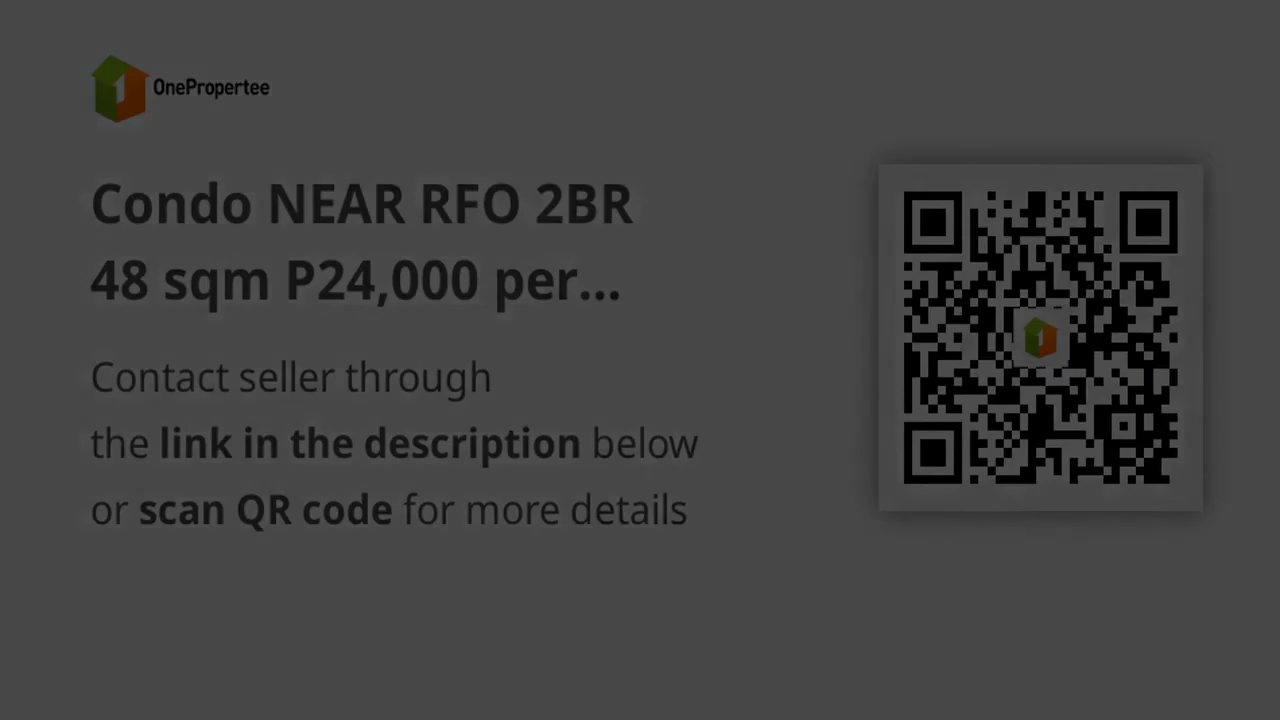 OnePropertee
Condo NEAR RFO 2BR
48 sqm P24,000 per...
Contact seller through
the link in the description below
or scan QR code for more details